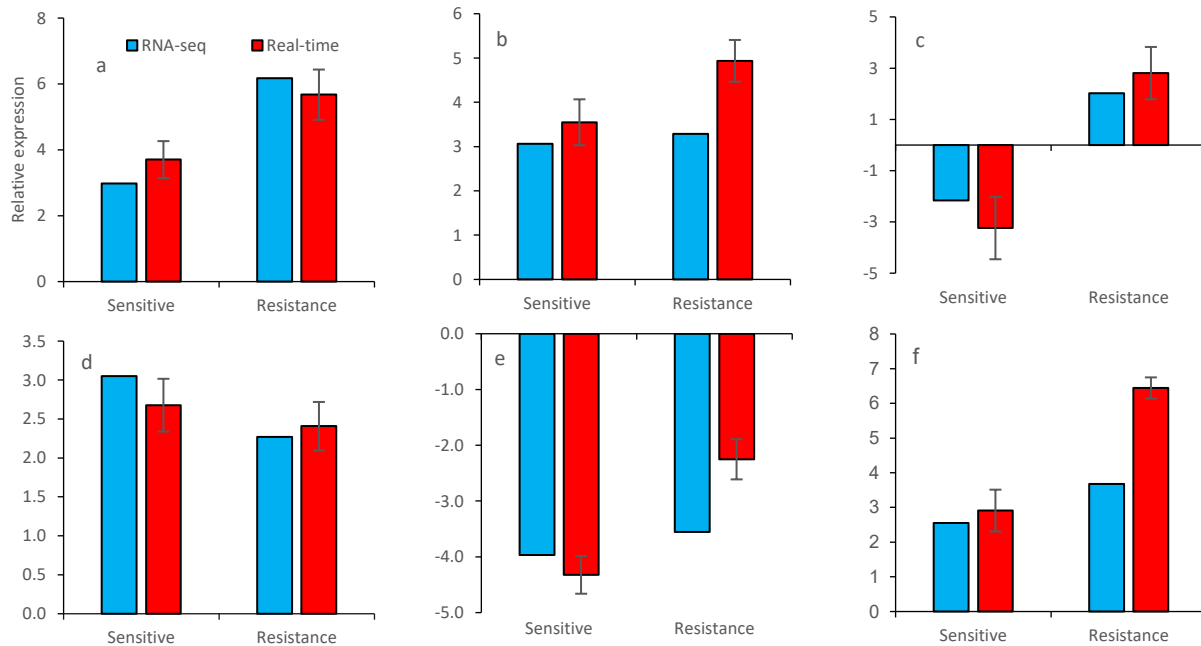 Relative expression
a
RNA-seq
Real-time
8
6
4
2
0
Sensitive
Resistance
b
6
5
4
3
2
1
0
Sensitive
Resistance
c
5
3
1
-1
-3
-5
Sensitive
Resistance
d
3.5
3.0
2.5
2.0
1.5
1.0
0.5
0.0
Sensitive
Resistance
e
0.0
-1.0
-2.0
-3.0
-4.0
-5.0
Sensitive
Resistance
f
8
7
6
5
4
3
2
1
0
Sensitive
Resistance